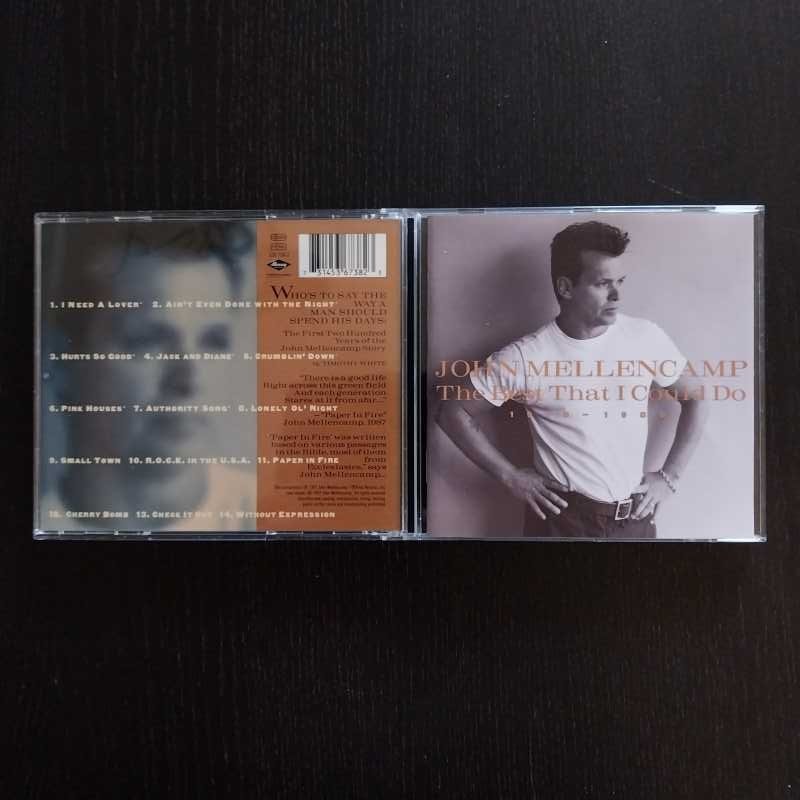 1. I Need A Lover* 2. Ain't Even Done with the Night*
3. Hurts So Good* 4. Jack and Diane* 5. Crumblin' Down
6. Pink Houses* 7. Authority Song* 8. Lonely Ol' Night
9. Small Town 10. R.O.C.K. in the U.S.A. 11. Paper in Fire
12. Cherry Bomb 13. Check It Out 14. Without Expression
7 31453 67382
WHO'S TO SAY THE
WAY A
MAN SHOULD
SPEND HIS DAYS:
The First Two Hundred
Years of the
John Mellencamp Story
By TIMOTHY WHITE
"There is a good life
Right across this green field
And each generation
Stares at it from afar..."
– "Paper in Fire"
John Mellencamp, 1987
'Paper in Fire' was written
based on various passages
in the Bible, most of them
from
Ecclesiastes," says
John Mellencamp...
JOHN MELLENCAMP
The Best That I Could Do